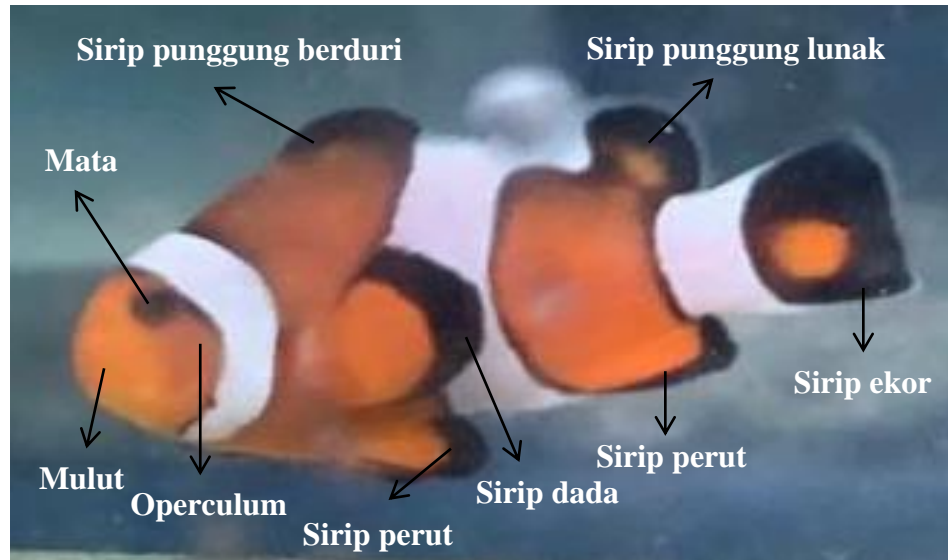 Sirip punggung berduri
Sirip punggung lunak
Mata
Sirip ekor
Sirip perut
Mulut
Sirip dada
Operculum
Sirip perut